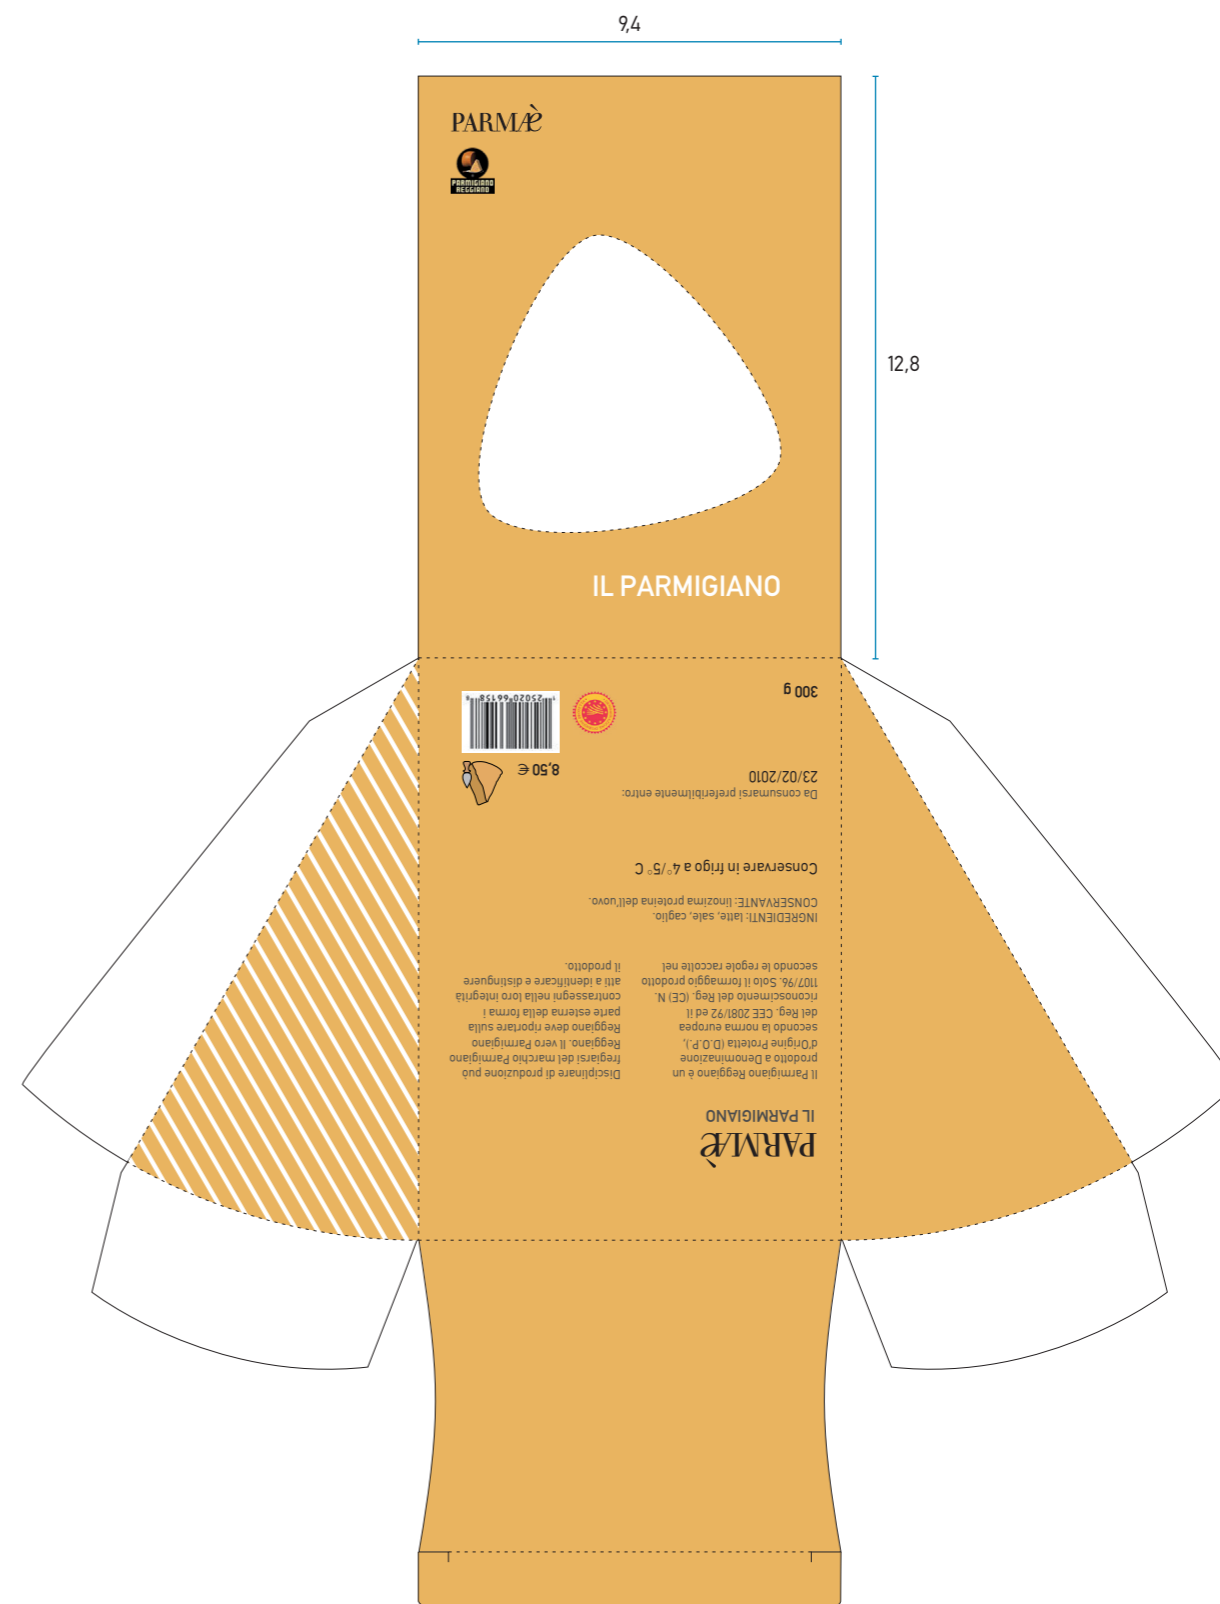 9,4
12,8
PARMÆ̀
PARMIGIANO
REGGIANO
IL PARMIGIANO
PARMÆ̀
IL PARMIGIANO
Il Parmigiano Reggiano è un
prodotto a Denominazione
d'Origine Protetta (D.O.P.),
secondo la norma europea
del Reg. CEE 2081/92 ed il
riconoscimento del Reg. (CE) N.
1107/96. Solo il formaggio prodotto
secondo le regole raccolte nel
Disciplinare di produzione può
fregiarsi del marchio Parmigiano
Reggiano. Il vero Parmigiano
Reggiano deve riportare sulla
parte esterna della forma i
contrassegni nella loro integrità
atti a identificare e distinguere
il prodotto.
INGREDIENTI: latte, sale, caglio.
CONSERVANTE: linozima proteina dell'uovo.
Conservare in frigo a 4°/5° C
Da consumarsi preferibilmente entro:
23/02/2010
8,50 €
300 g
25020 66158